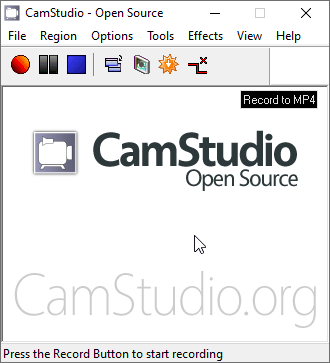 CamStudio - Open Source
File Region Options Tools Effects View Help
Record to MP4
CamStudio
Open Source
CamStudio.org
Press the Record Button to start recording